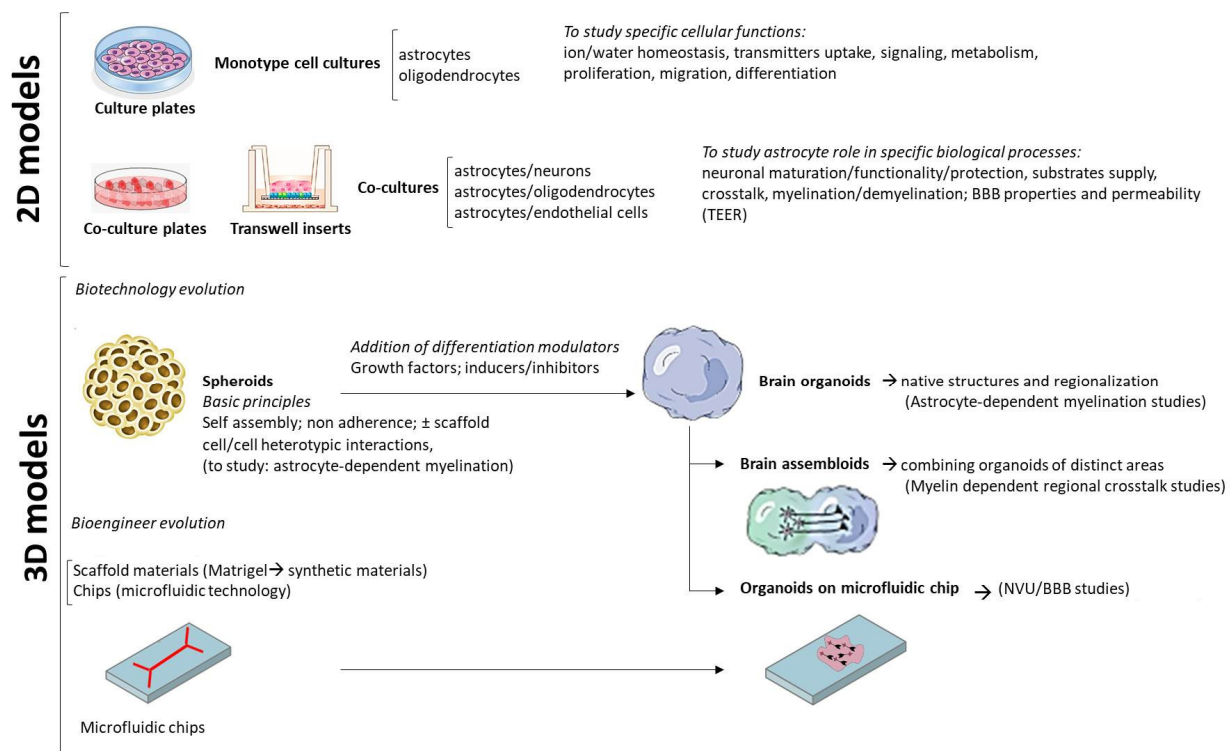 2D models
Culture plates
Monotype cell cultures
astrocytes
oligodendrocytes
To study specific cellular functions:
ion/water homeostasis, transmitters uptake, signaling, metabolism,
proliferation, migration, differentiation
Co-culture plates
Transwell inserts
Co-cultures
astrocytes/neurons
astrocytes/oligodendrocytes
astrocytes/endothelial cells
To study astrocyte role in specific biological processes:
neuronal maturation/functionality/protection, substrates supply,
crosstalk, myelination/demyelination; BBB properties and permeability
(TEER)
3D models
Biotechnology evolution
Spheroids
Basic principles
Self assembly; non adherence; ± scaffold
cell/cell heterotypic interactions,
(to study: astrocyte-dependent myelination)
Addition of differentiation modulators
Growth factors; inducers/inhibitors
Brain organoids → native structures and regionalization
(Astrocyte-dependent myelination studies)
Brain assembloids → combining organoids of distinct areas
(Myelin dependent regional crosstalk studies)
Bioengineer evolution
Scaffold materials (Matrigel→ synthetic materials)
Chips (microfluidic technology)
Organoids on microfluidic chip → (NVU/BBB studies)
Microfluidic chips